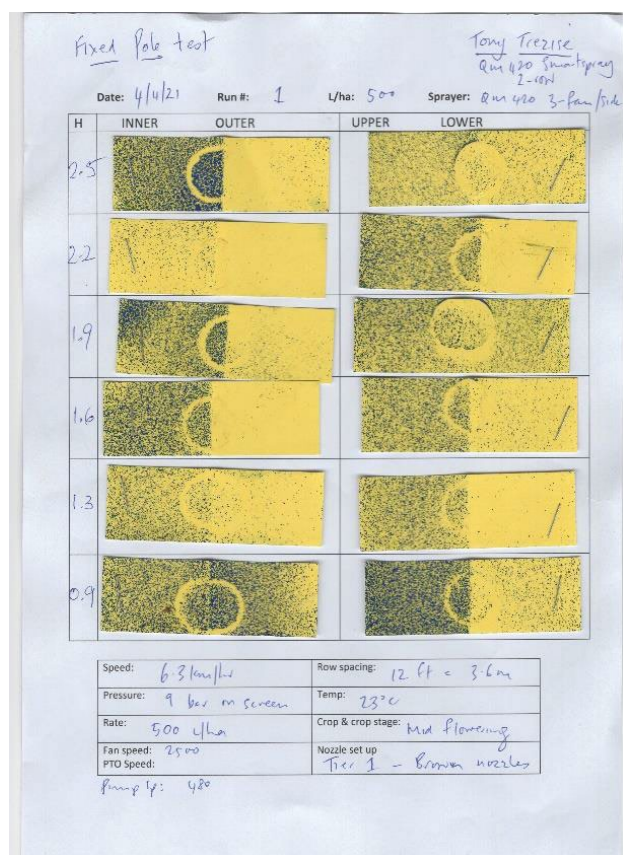 Fixed Pole test
Tony Trezise
Qm 420 Smartspray
2-row
Date: 4/4/21 Run #: 1 L/ha: 500 Sprayer: Qm 420 3-fan/side
H INNER OUTER UPPER LOWER
2.5
2.2
1.9
1.6
1.3
0.9
Speed: 6.3 km/hr Row spacing: 12 ft = 3.6m
Pressure: 9 bar on screen Temp: 23°C
Rate: 500 L/ha Crop & crop stage: Mid flowering
Fan speed: 2500 Nozzle set up
PTO Speed: Tier 1 - Brown nozzles
480